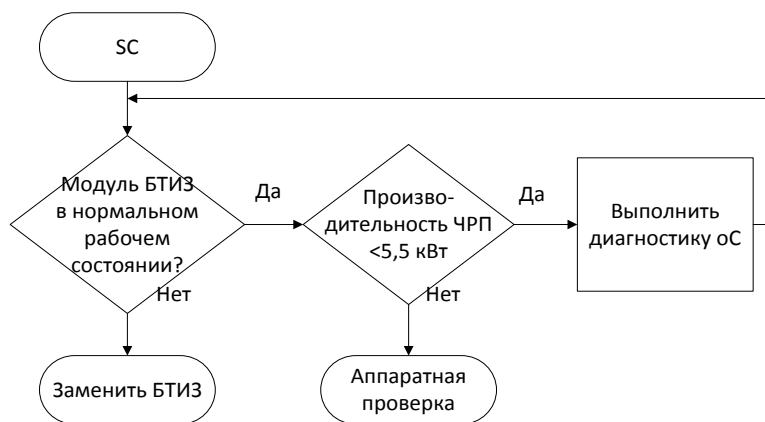 SC
Модуль БТИЗ
в нормальном
рабочем
состоянии?
Да
Нет
Произво-
дительность ЧРП
<5,5 кВт
Да
Нет
Выполнить
диагностику oC
Заменить БТИЗ
Аппаратная
проверка